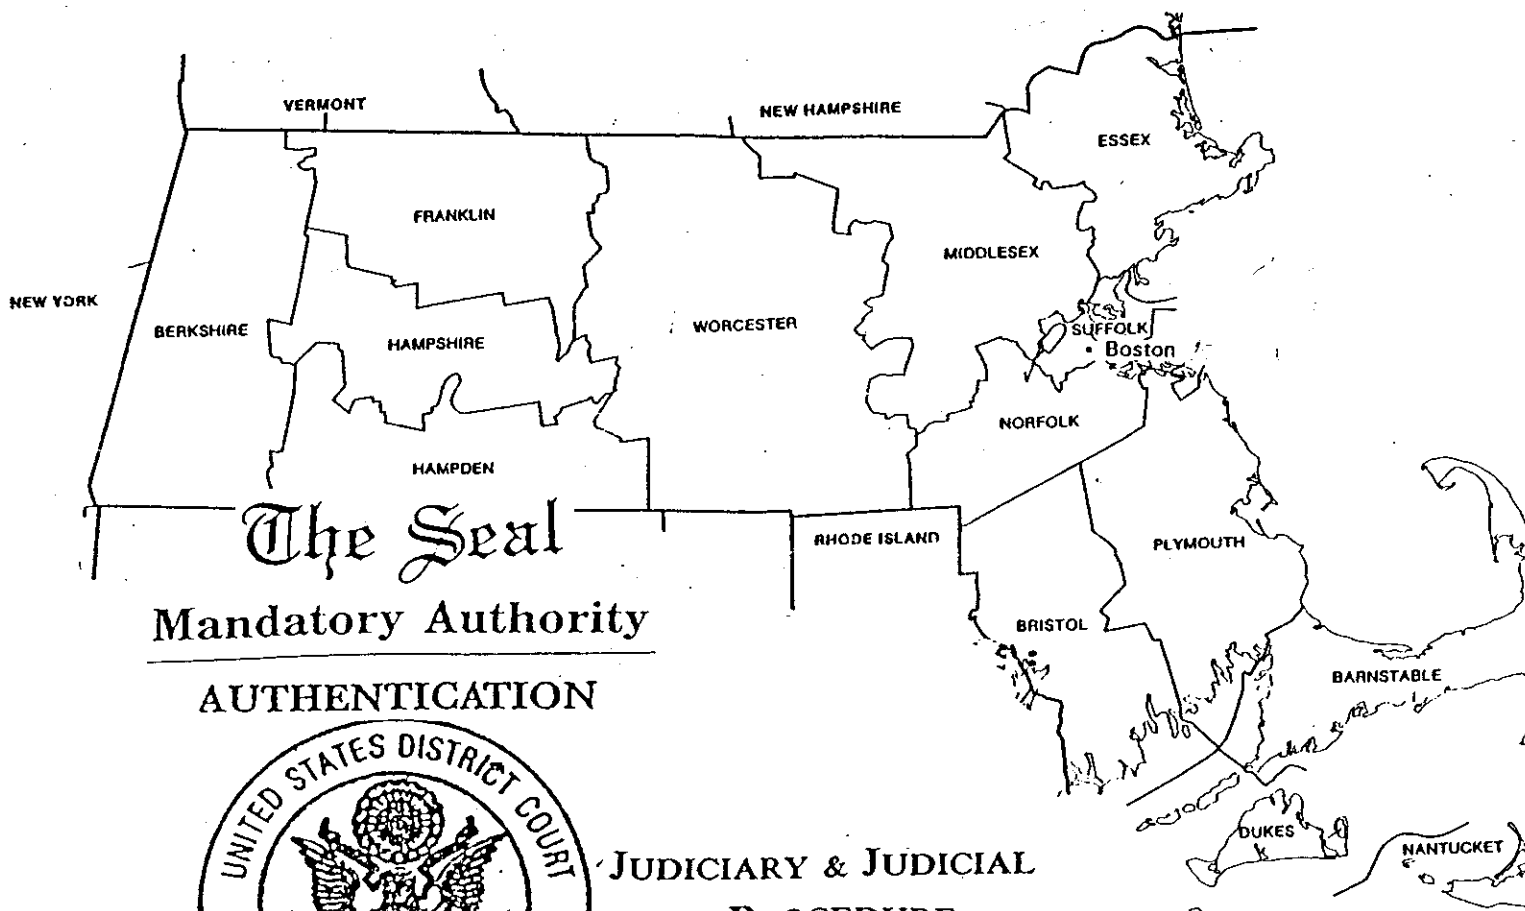 VERMONT
NEW HAMPSHIRE
ESSEX
FRANKLIN
MIDDLESEX
NEW YORK
BERKSHIRE
WORCESTER
SUFFOLK
HAMPSHIRE
Boston
NORFOLK
HAMPDEN
The Seal
RHODE ISLAND
PLYMOUTH
Mandatory Authority
BRISTOL
BARNSTABLE
AUTHENTICATION
UNITED STATES DISTRICT COURT
DUKES
NANTUCKET
JUDICIARY & JUDICIAL
PROCEDURE